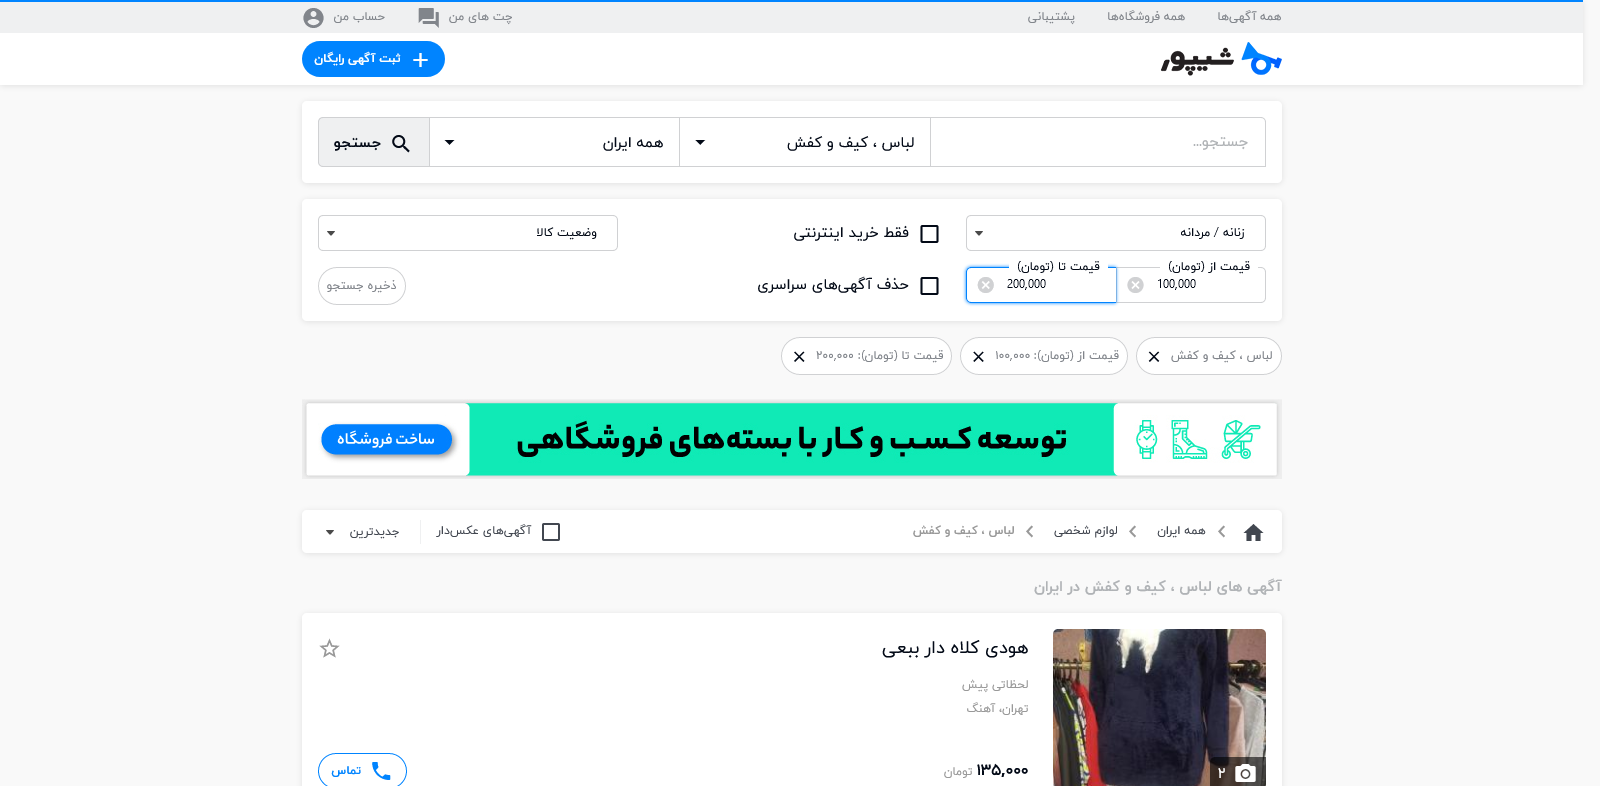 همه آگهی‌ها همه فروشگاه‌ها پشتیبانی چت های من حساب من
شیپور ثبت آگهی رایگان
جستجو... لباس ، کیف و کفش همه ایران جستجو
زنانه / مردانه فقط خرید اینترنتی وضعیت کالا
قیمت از (تومان) قیمت تا (تومان)
100,000 200,000 حذف آگهی‌های سراسری ذخیره جستجو
لباس ، کیف و کفش قیمت از (تومان): ۱۰۰,۰۰۰ قیمت تا (تومان): ۲۰۰,۰۰۰
توسعه کسب و کار با بسته‌های فروشگاهی ساخت فروشگاه
همه ایران لوازم شخصی لباس ، کیف و کفش آگهی‌های عکس‌دار جدیدترین
آگهی های لباس ، کیف و کفش در ایران
هودی کلاه دار ببعی
لحظاتی پیش
تهران، آهنگ
۱۳۵,۰۰۰ تومان تماس
۲